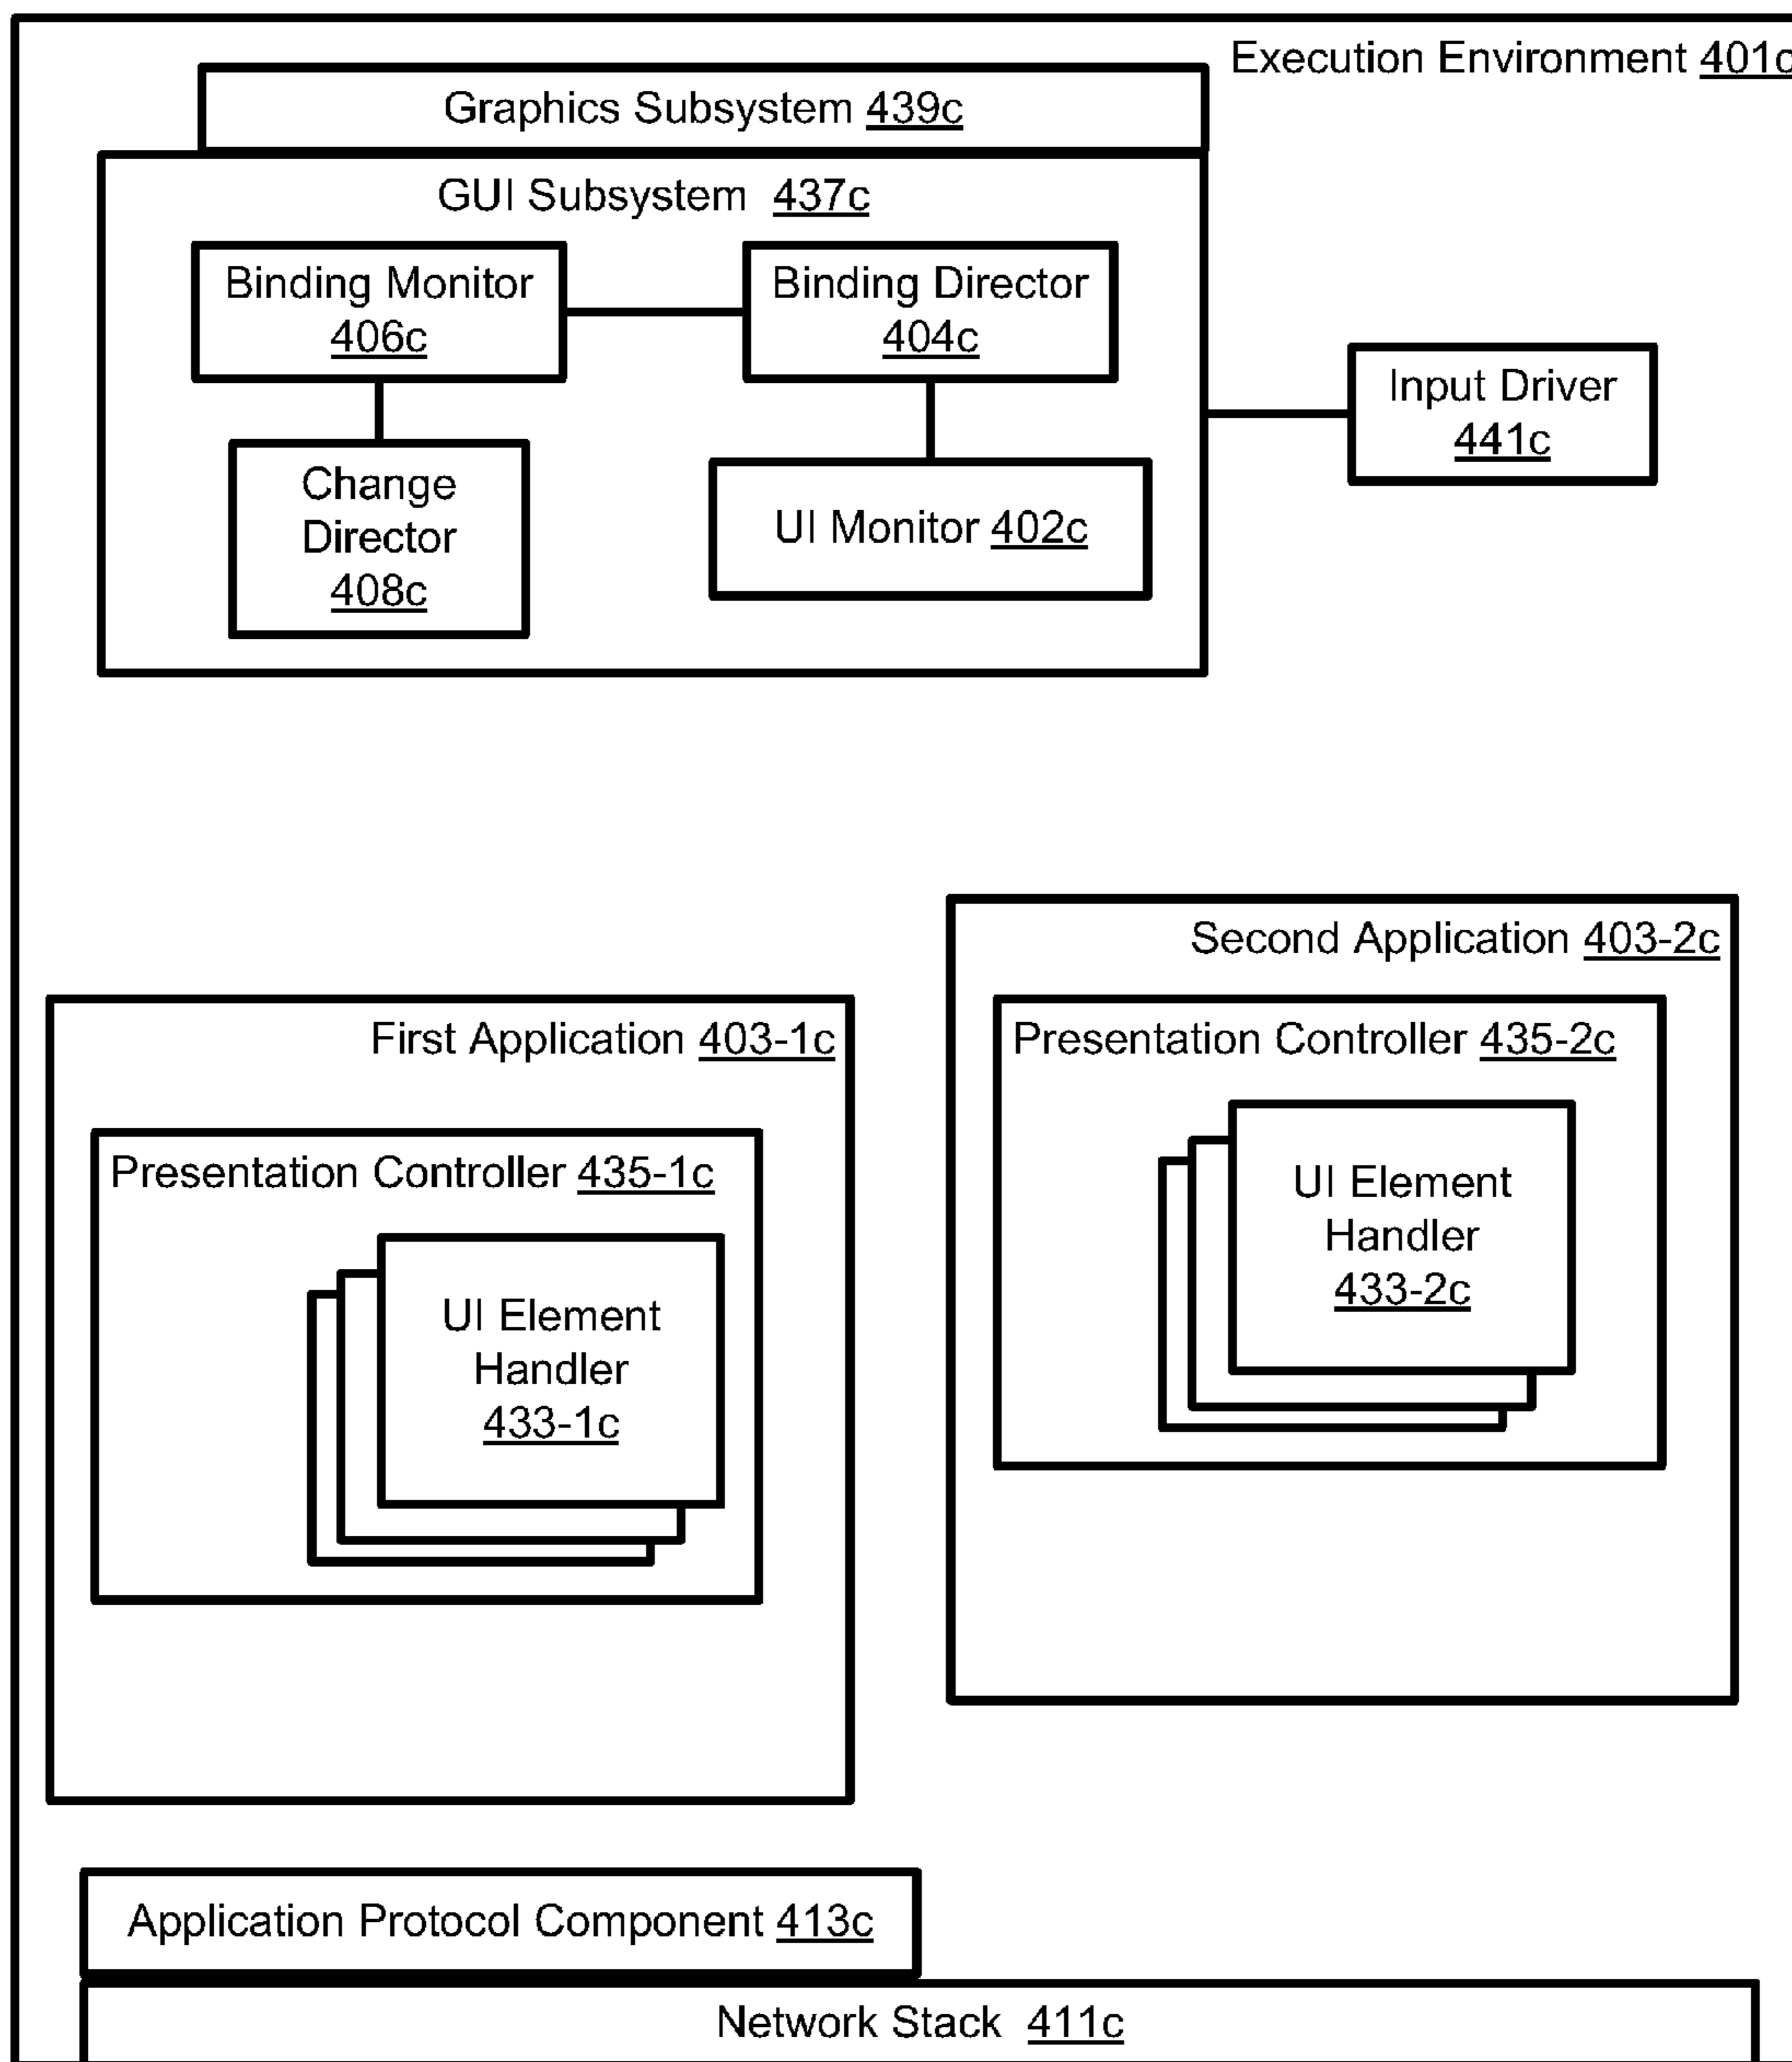 Execution Environment 401c
Graphics Subsystem 439c
GUI Subsystem 437c
Binding Monitor
406c
Binding Director
404c
Input Driver
441c
Change
Director
408c
UI Monitor 402c
Second Application 403-2c
First Application 403-1c
Presentation Controller 435-2c
UI Element
Handler
433-2c
Presentation Controller 435-1c
UI Element
Handler
433-1c
Application Protocol Component 413c
Network Stack 411c